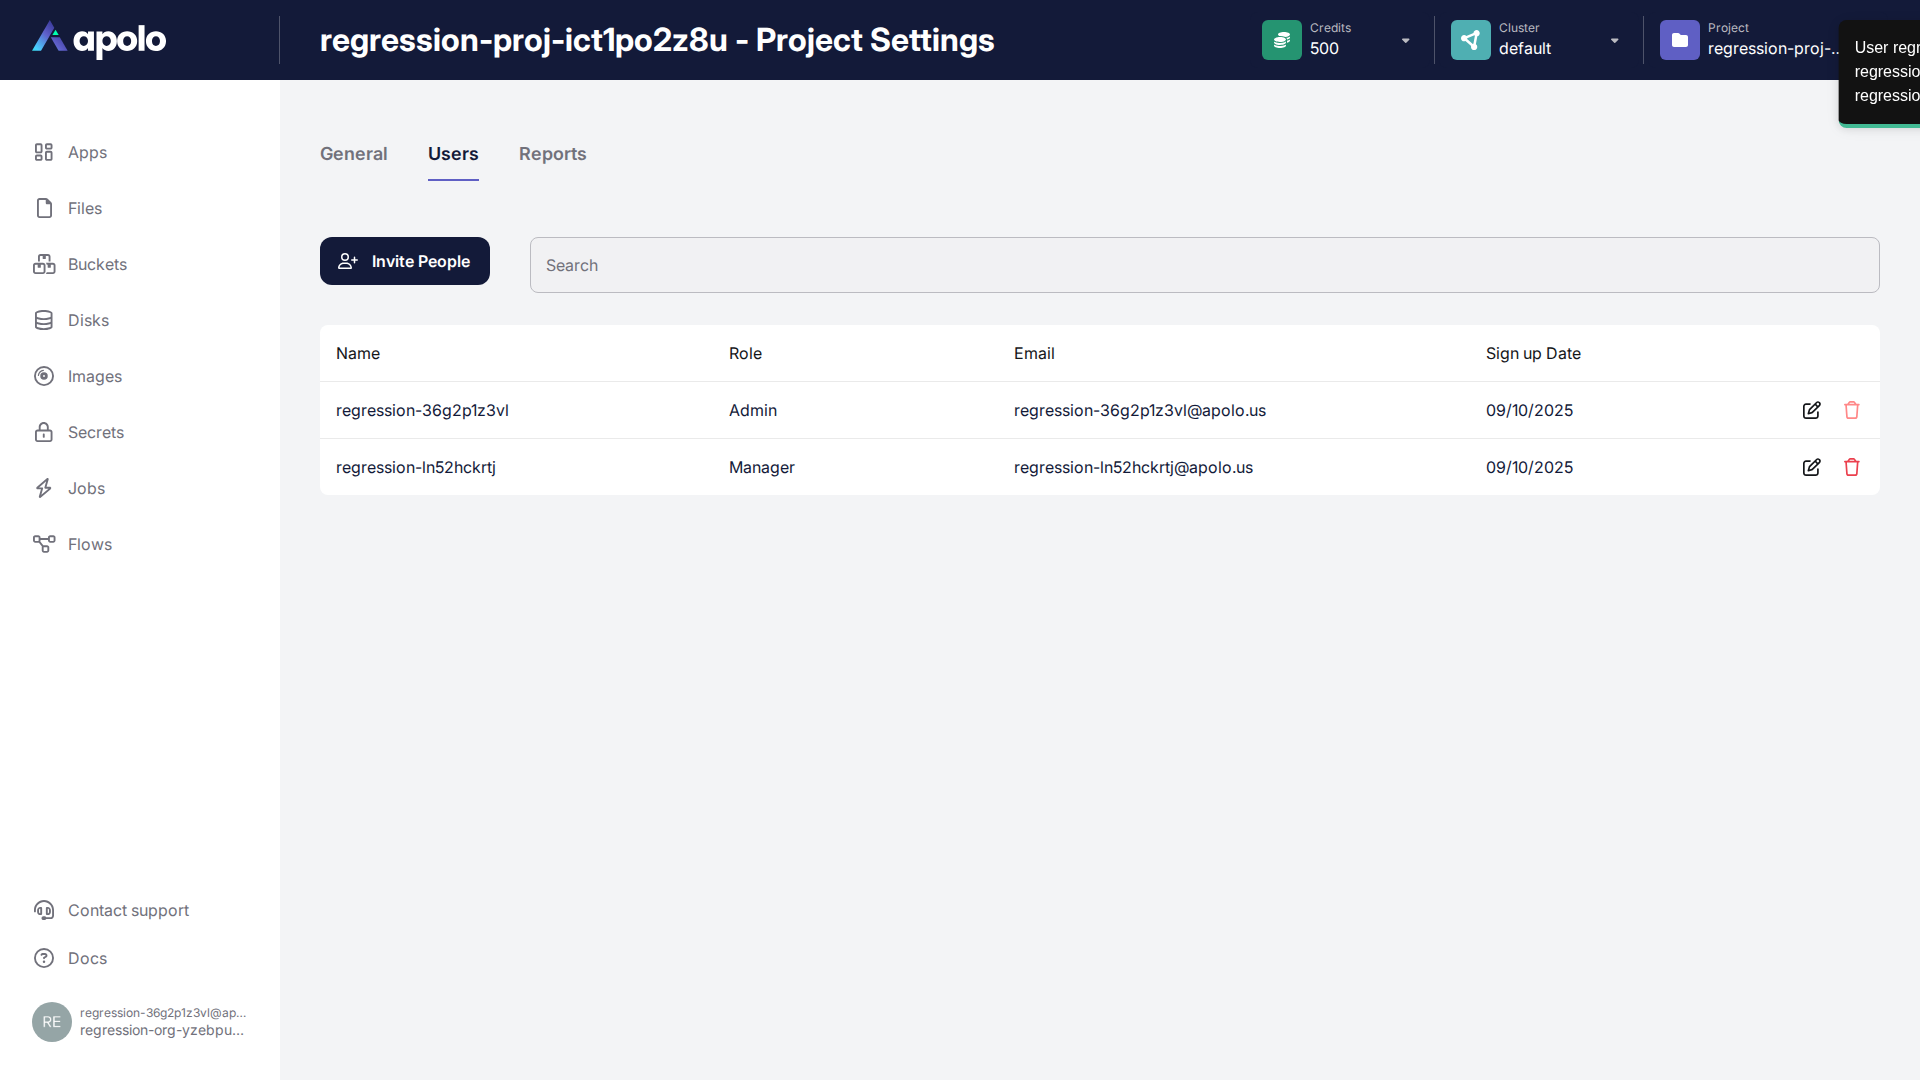 apolo
regression-proj-ict1po2z8u - Project Settings
Credits
500
Cluster
default
Project
regression-proj-...
User regr
regressio
regressio
Apps
Files
Buckets
Disks
Images
Secrets
Jobs
Flows
General Users Reports
Invite People
Search
Name Role Email Sign up Date
regression-36g2p1z3vl Admin regression-36g2p1z3vl@apolo.us 09/10/2025
regression-ln52hckrtj Manager regression-ln52hckrtj@apolo.us 09/10/2025
Contact support
Docs
RE
regression-36g2p1z3vl@ap...
regression-org-yzebpu...